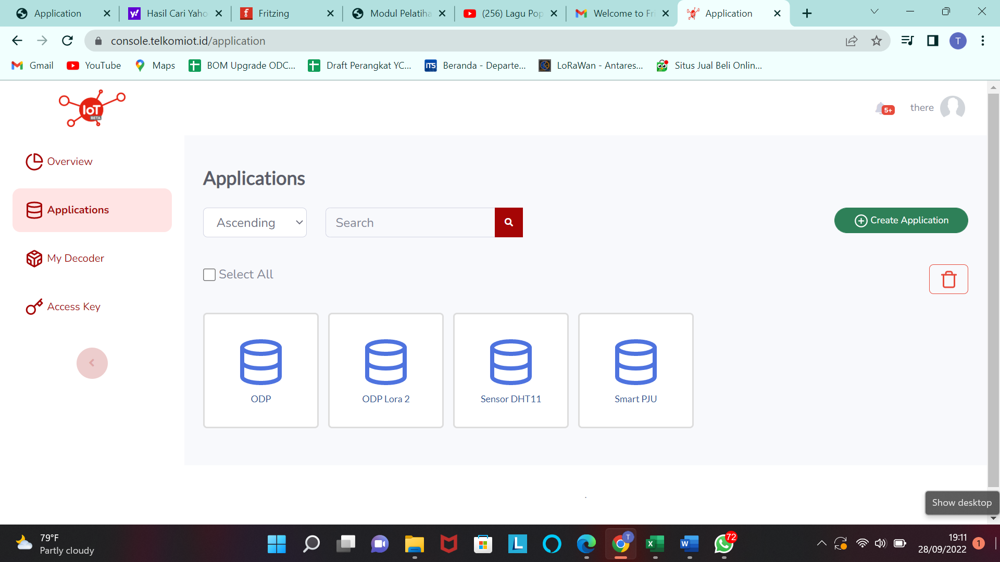 Application
Hasil Cari Yaho
Fritzing
Modul Pelatiha
(256) Lagu Pop
Welcome to Fri
Application
console.telkomiot.id/application
T
Gmail
YouTube
Maps
BOM Upgrade ODC...
Draft Perangkat YC...
Beranda - Departe...
LoRaWan - Antares...
Situs Jual Beli Onlin...
IoT
BETA
5+
there
Overview
Applications
My Decoder
Access Key
Applications
Ascending
Search
Create Application
Select All
ODP
ODP Lora 2
Sensor DHT11
Smart PJU
Show desktop
79°F
Partly cloudy
72
19:11
28/09/2022
1